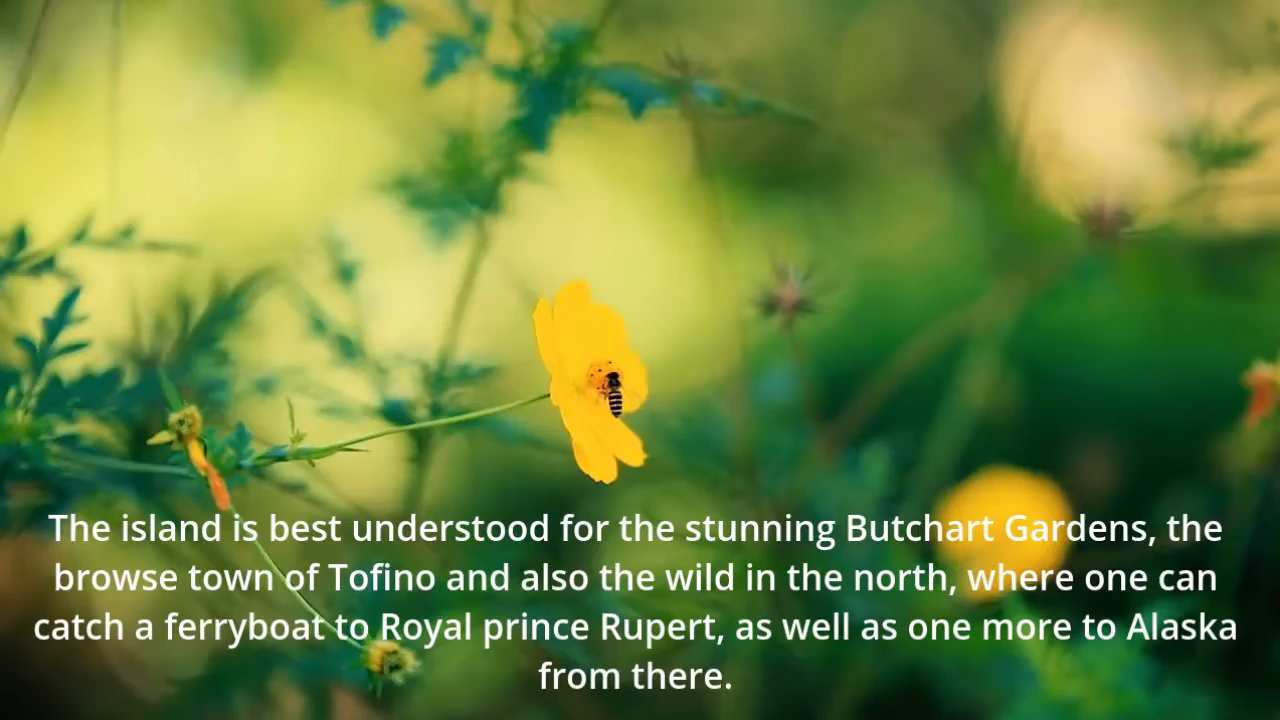 The island is best understood for the stunning Butchart Gardens, the
browse town of Tofino and also the wild in the north, where one can
catch a ferryboat to Royal prince Rupert, as well as one more to Alaska
from there.